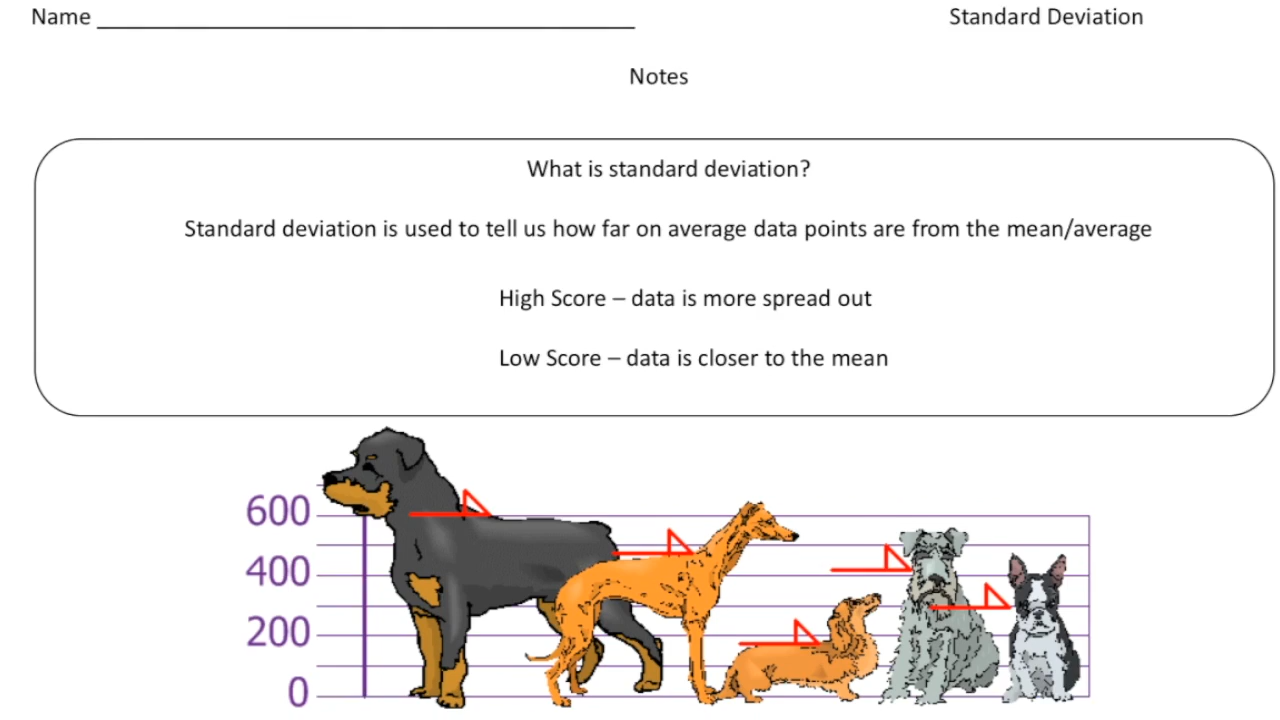 Name ____________________________________________ Standard Deviation
Notes
What is standard deviation?
Standard deviation is used to tell us how far on average data points are from the mean/average
High Score – data is more spread out
Low Score – data is closer to the mean
600
400
200
0